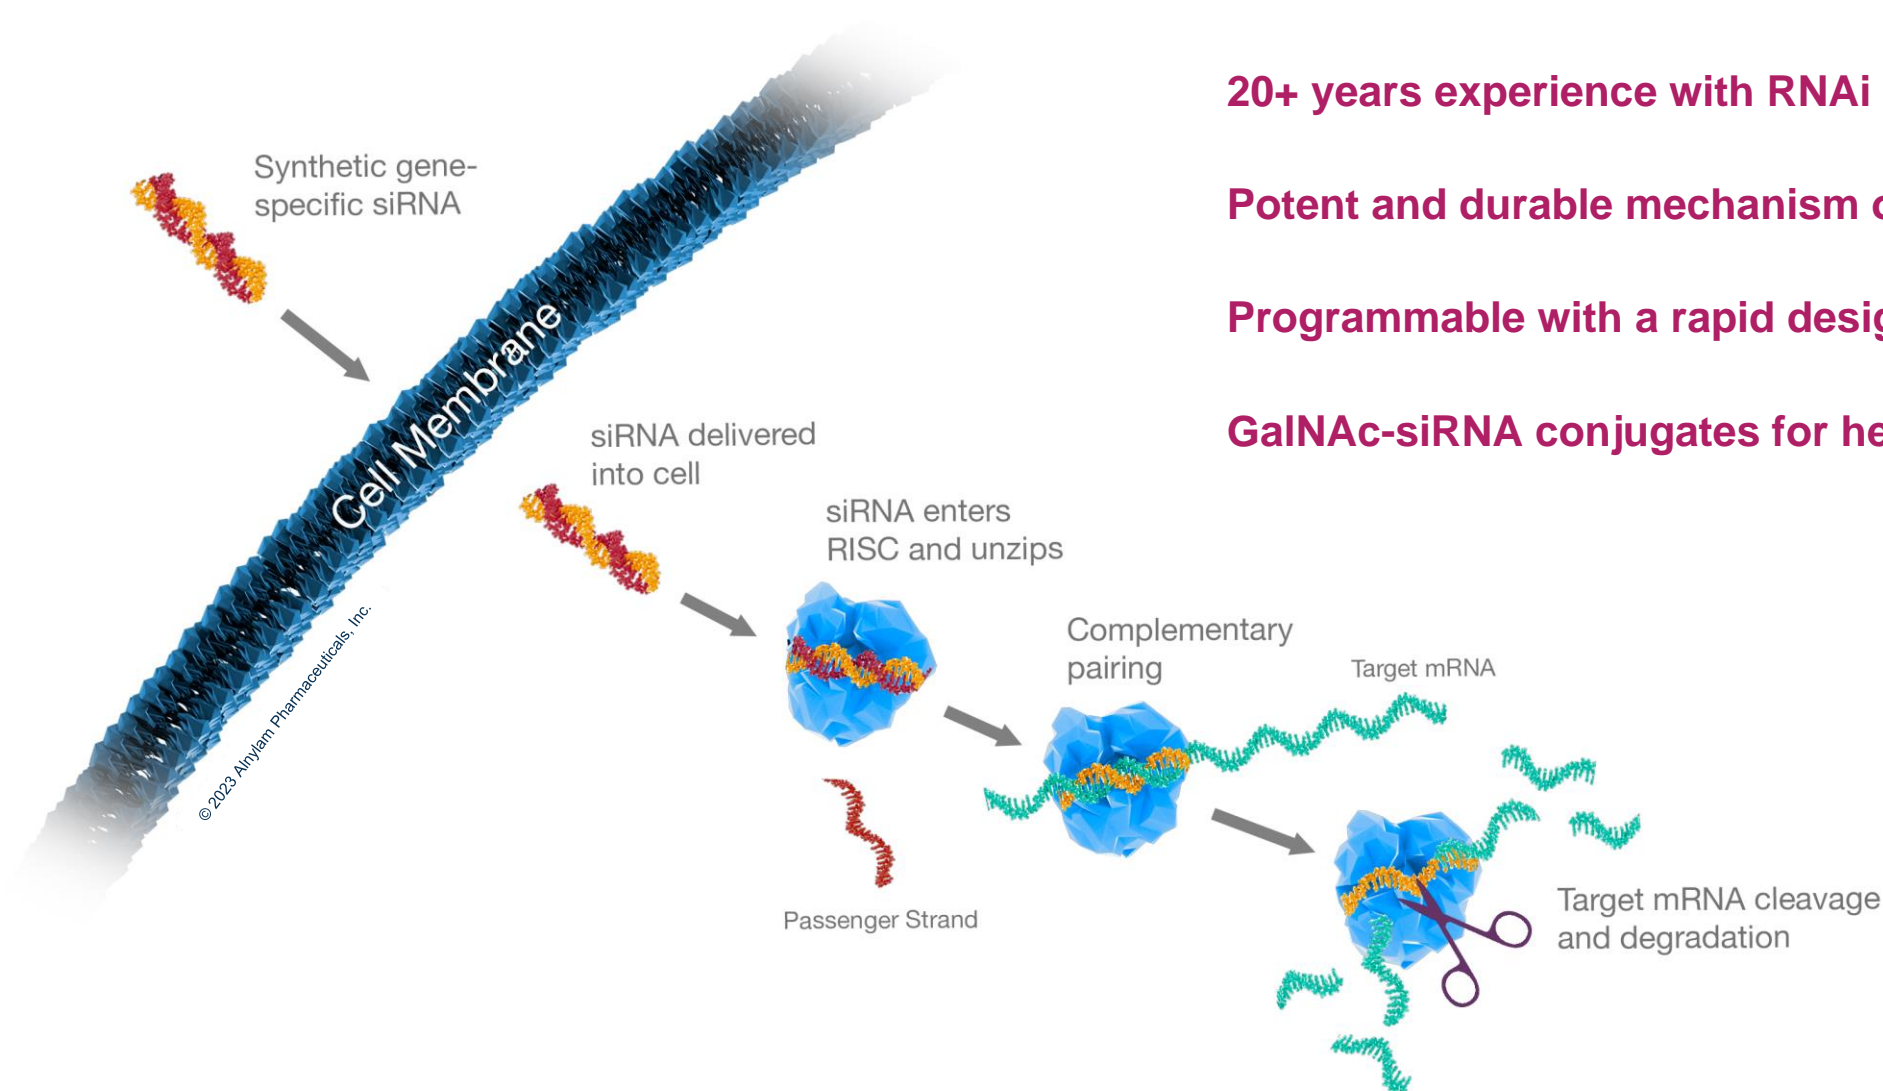 20+ years experience with RNAi
Potent and durable mechanism
Programmable with a rapid
GalNAc-siRNA conjugates for
Synthetic gene-
specific siRNA
Cell Membrane
siRNA delivered
into cell
siRNA enters
RISC and unzips
Complementary
pairing
Target mRNA
© 2023 Alnylam Pharmaceuticals, Inc.
Passenger Strand
Target mRNA cleavage
and degradation